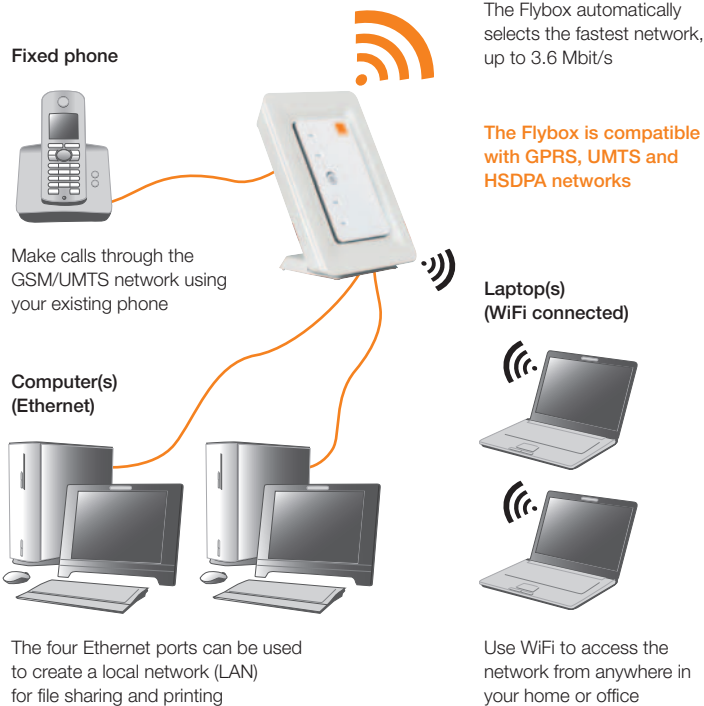 The Flybox automatically
selects the fastest network,
up to 3.6 Mbit/s
Fixed phone
The Flybox is compatible
with GPRS, UMTS and
HSDPA networks
Make calls through the
GSM/UMTS network using
your existing phone
Laptop(s)
(WiFi connected)
Computer(s)
(Ethernet)
The four Ethernet ports can be used
to create a local network (LAN)
for file sharing and printing
Use WiFi to access the
network from anywhere in
your home or office